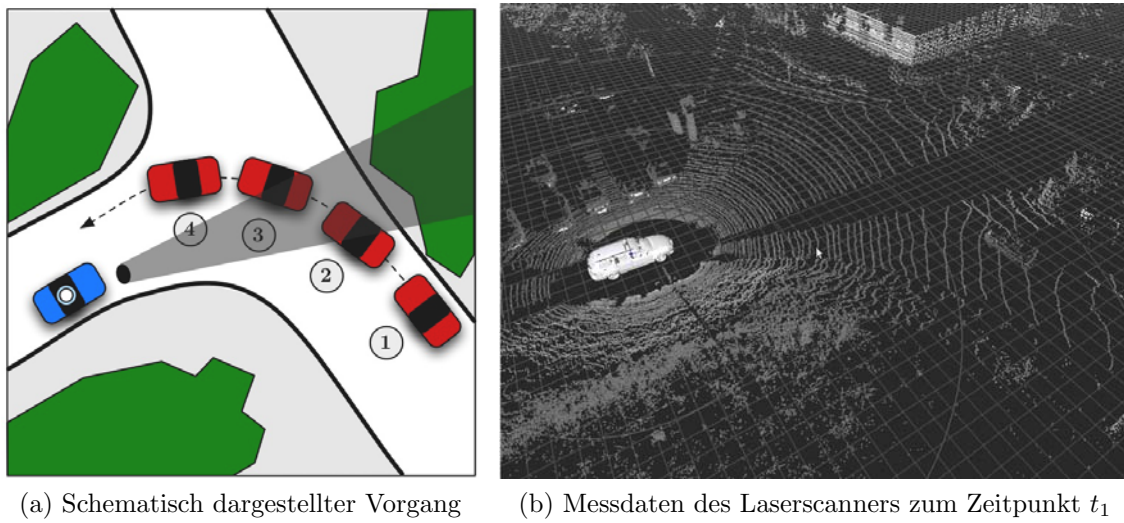 4
3
2
1
(a) Schematisch dargestellter Vorgang
(b) Messdaten des Laserscanners zum Zeitpunkt t₁